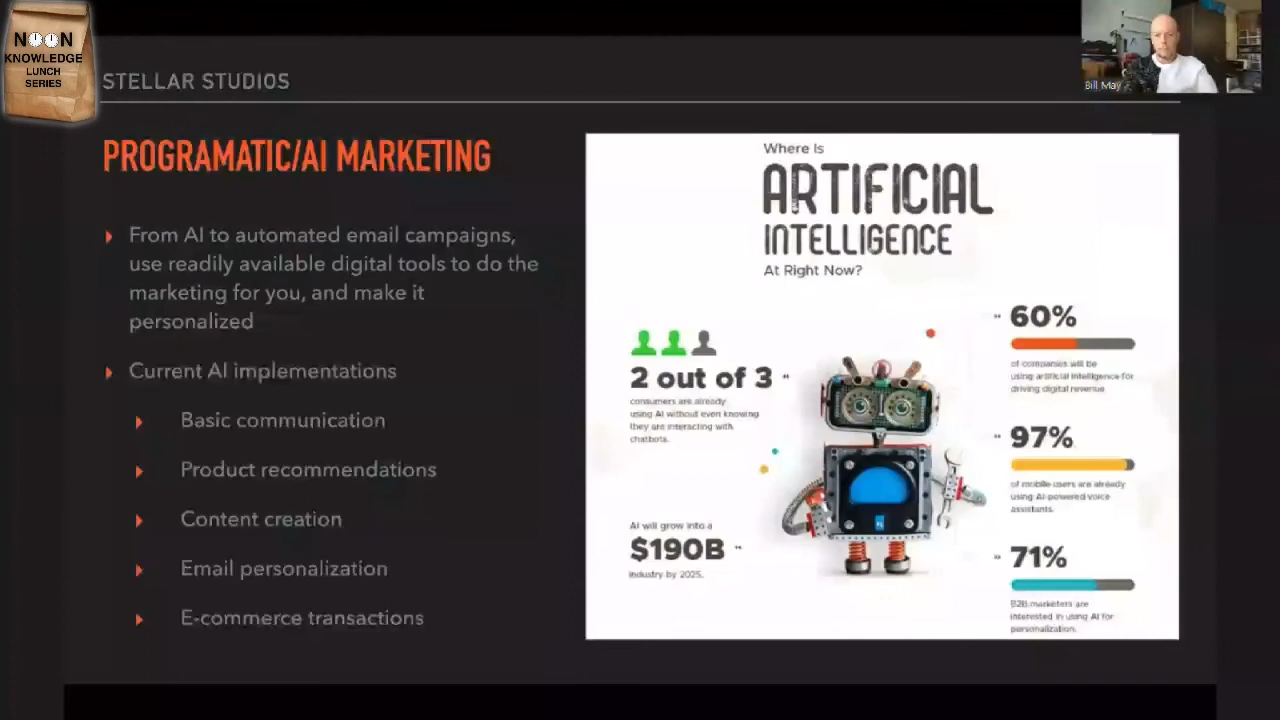 NOON
KNOWLEDGE
LUNCH
SERIES
STELLAR STUDIOS
Bill May
PROGRAMATIC/AI MARKETING
From AI to automated email campaigns,
use readily available digital tools to do the
marketing for you, and make it
personalized
Current AI implementations
Basic communication
Product recommendations
Content creation
Email personalization
E-commerce transactions
Where Is
ARTIFICIAL
INTELLIGENCE
At Right Now?
2 out of 3
consumers are already
using AI without even knowing
they are interacting with
chatbots.
AI will grow into a
$190B
industry by 2025.
60%
of companies will be
using artificial intelligence for
driving digital revenue
97%
of mobile users are already
using AI-powered voice
assistants.
71%
B2B marketers are
interested in using AI for
personalization.